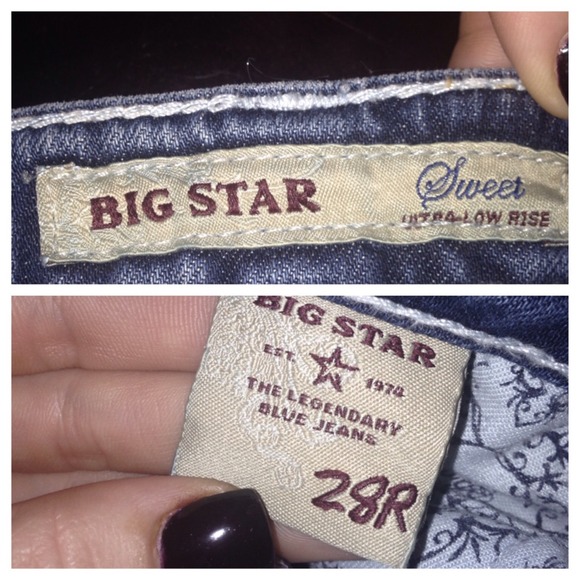 BIG STAR
Sweet
ULTRA-LOW RISE
BIG STAR
EST. 1974
THE LEGENDARY
BLUE JEANS
28R